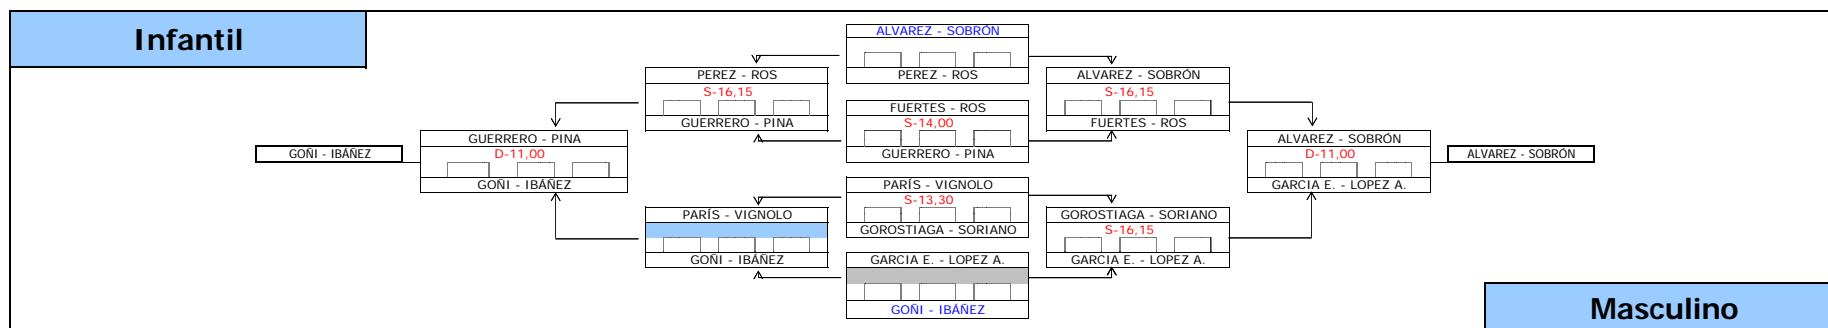 Infantil
ALVAREZ - SOBRÓN
PEREZ - ROS
PEREZ - ROS
S-16,15
GUERRERO - PINA
ALVAREZ - SOBRÓN
S-16,15
FUERTES - ROS
FUERTES - ROS
S-14,00
GUERRERO - PINA
GUERRERO - PINA
D-11,00
GOÑI - IBÁÑEZ
GOÑI - IBÁÑEZ
ALVAREZ - SOBRÓN
D-11,00
GARCIA E. - LOPEZ A.
ALVAREZ - SOBRÓN
PARÍS - VIGNOLO
S-13,30
GOROSTIAGA - SORIANO
PARÍS - VIGNOLO
GOÑI - IBÁÑEZ
GOROSTIAGA - SORIANO
S-16,15
GARCIA E. - LOPEZ A.
GARCIA E. - LOPEZ A.
GOÑI - IBÁÑEZ
Masculino